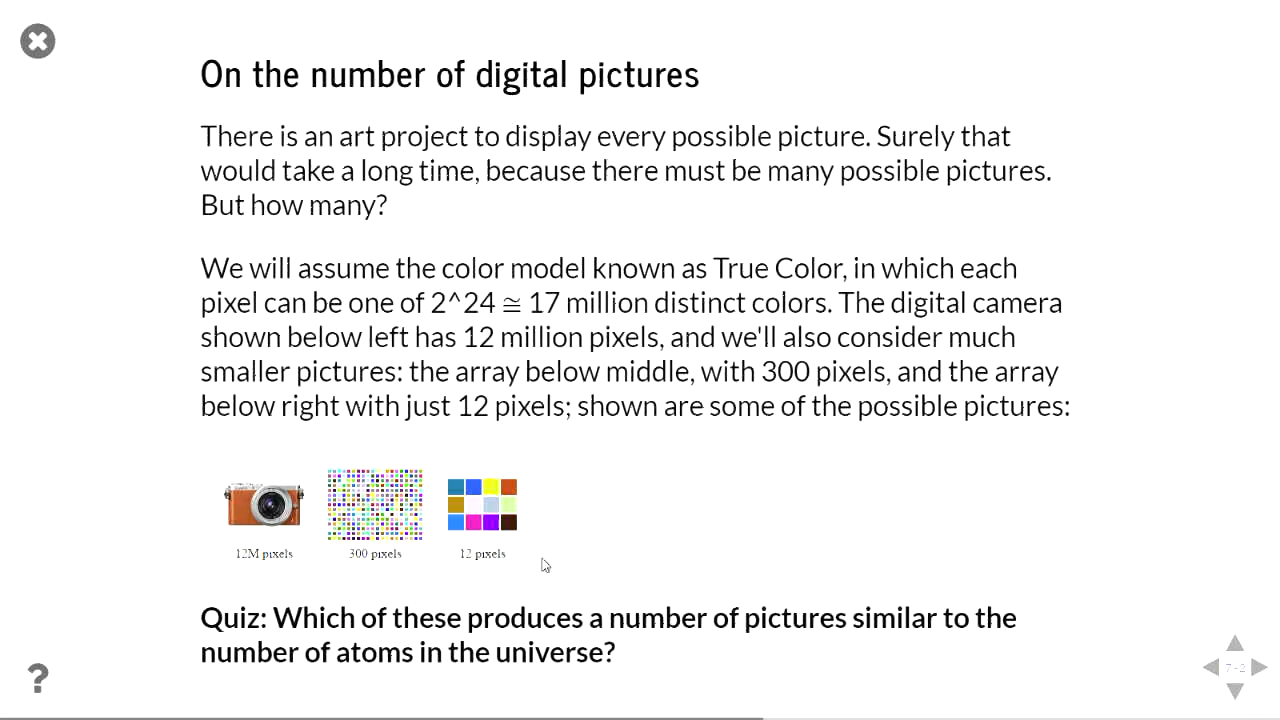 On the number of digital pictures
There is an art project to display every possible picture. Surely that
would take a long time, because there must be many possible pictures.
But how many?
We will assume the color model known as True Color, in which each
pixel can be one of 2^24 ≅ 17 million distinct colors. The digital camera
shown below left has 12 million pixels, and we'll also consider much
smaller pictures: the array below middle, with 300 pixels, and the array
below right with just 12 pixels; shown are some of the possible pictures:
12M pixels 300 pixels 12 pixels
Quiz: Which of these produces a number of pictures similar to the
number of atoms in the universe?
?
7-2